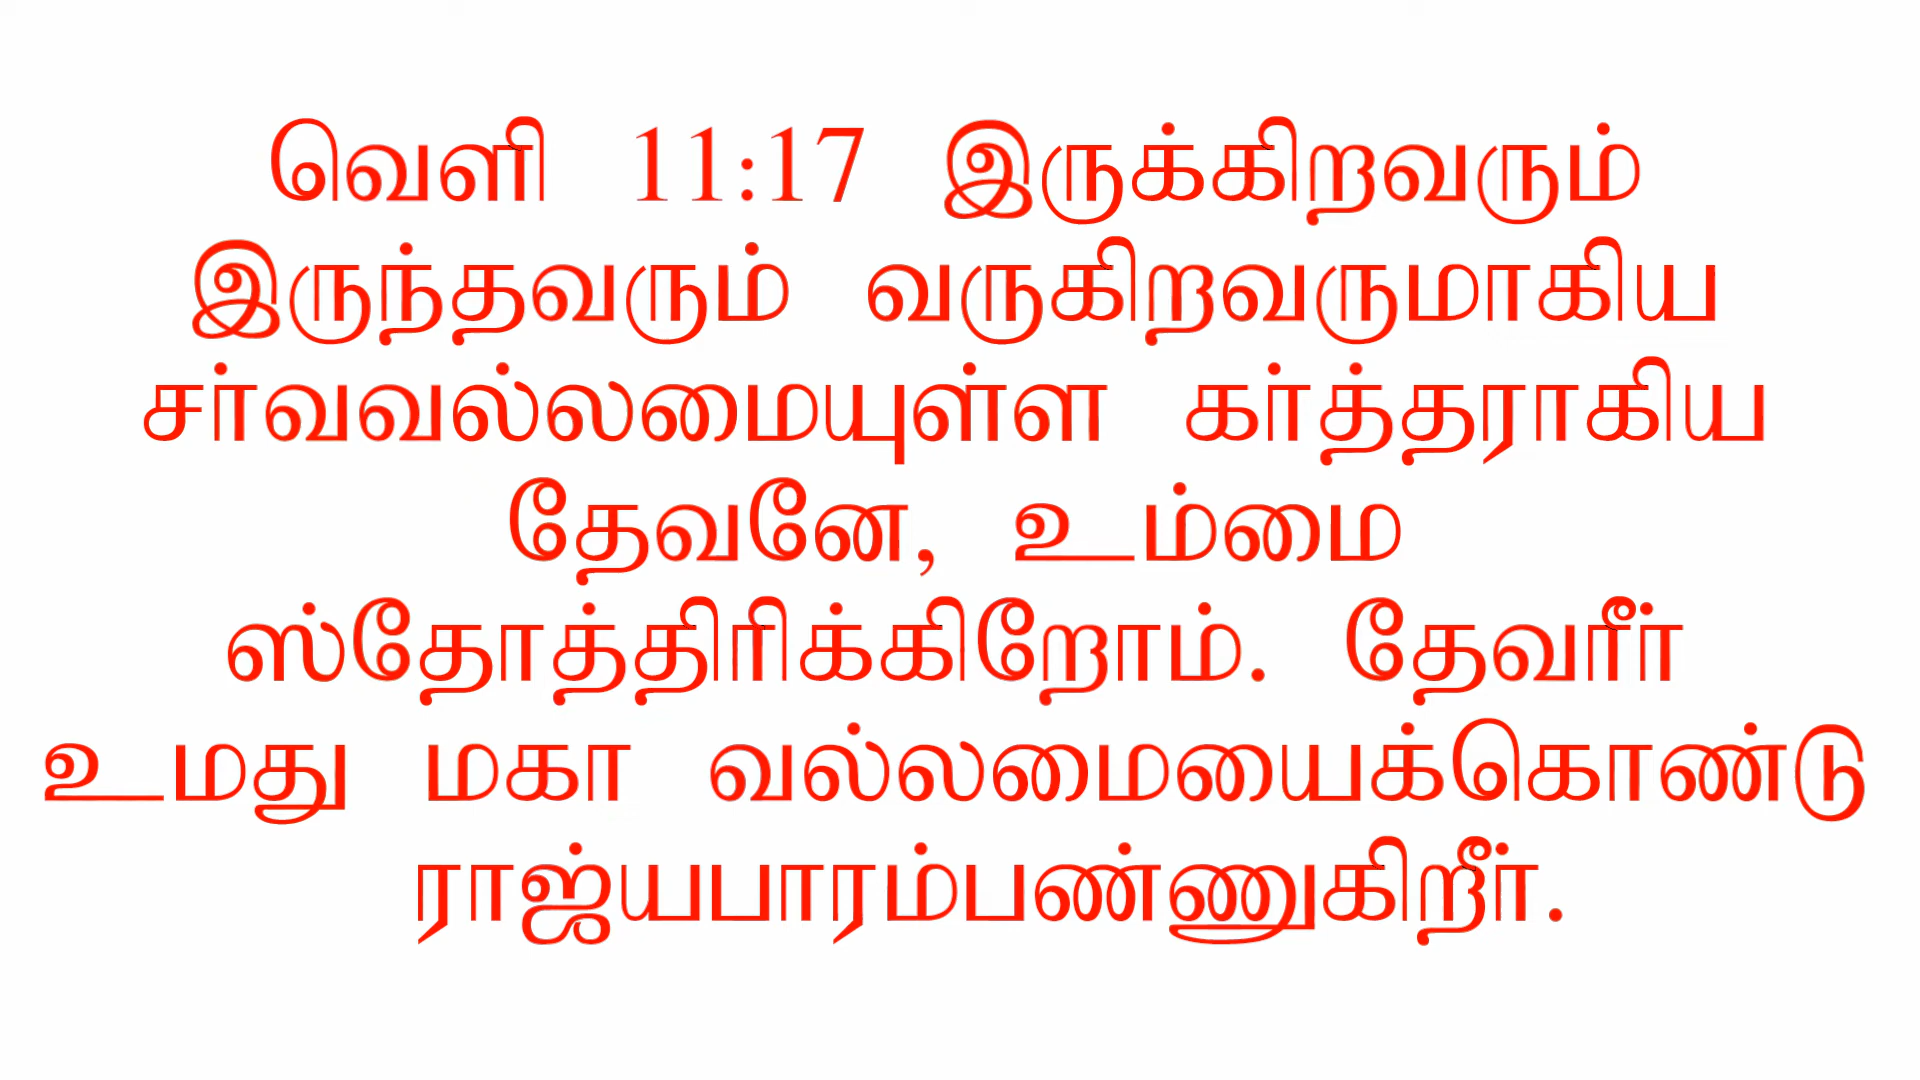 வெளி 11:17 இருக்கிறவரும்
இருந்தவரும் வருகிறவருமாகிய
சர்வவல்லமையுள்ள கர்த்தராகிய
தேவனே, உம்மை
ஸ்தோத்திரிக்கிறோம். தேவரீர்
உமது மகா வல்லமையைக்கொண்டு
ராஜ்யபாரம்பண்ணுகிறீர்.